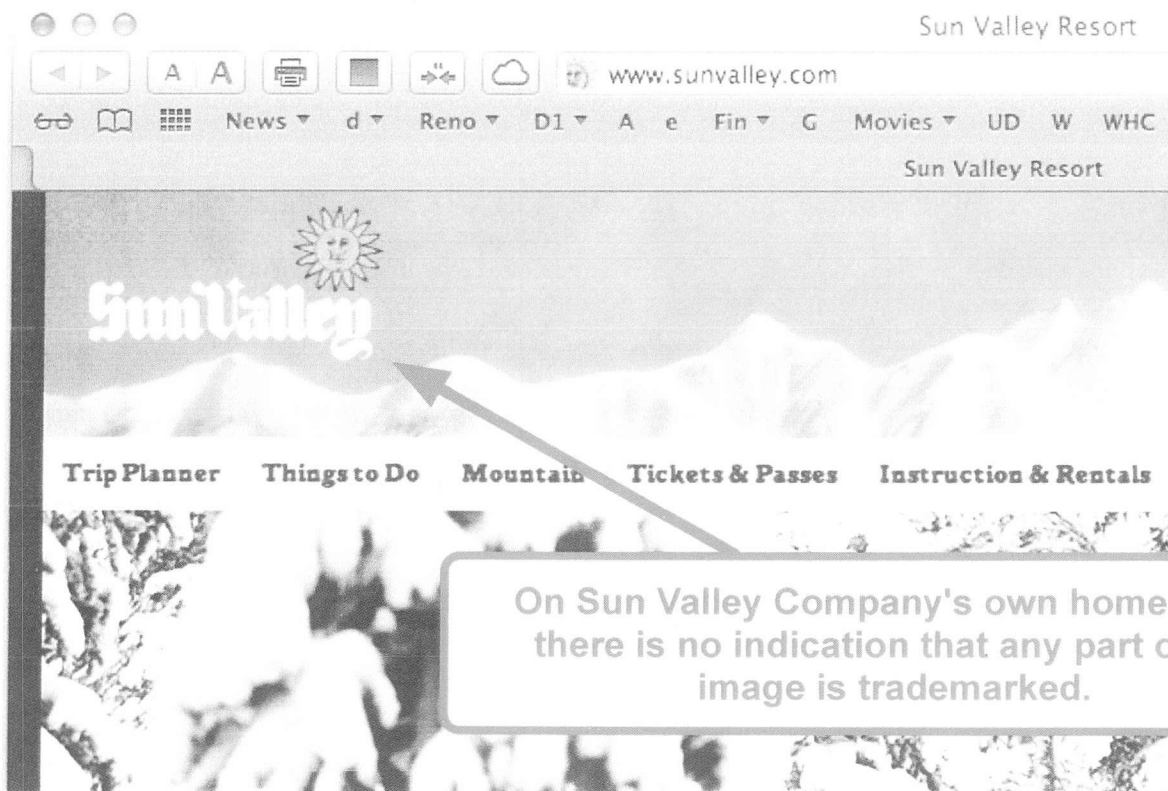 Sun Valley Resort
A A www.sunvalley.com
News d Reno D1 A e Fin G Movies UD W WHC
Sun Valley Resort
Sun Valley
Trip Planner Things to Do Mountain Tickets & Passes Instruction & Rentals
On Sun Valley Company's own home
there is no indication that any part
image is trademarked.